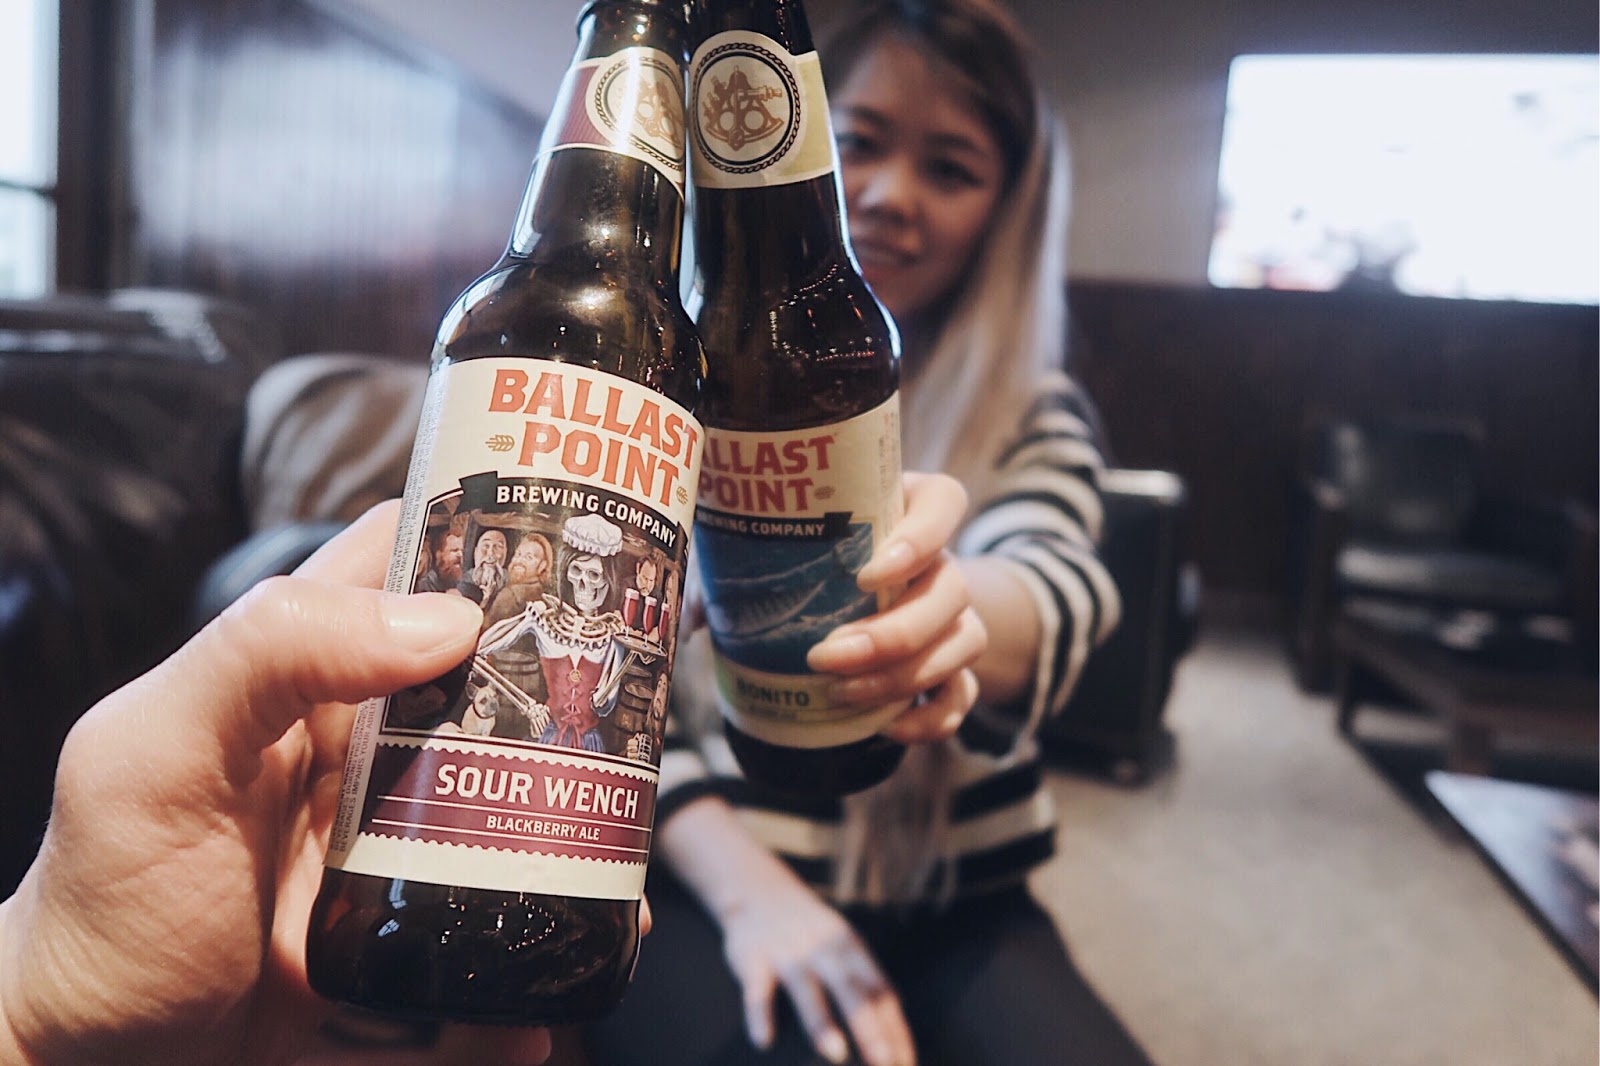 BALLAST
POINT
BREWING COMPANY
SOUR WENCH
BLACKBERRY ALE
ALLAST
POINT
BREWING COMPANY
BONITO